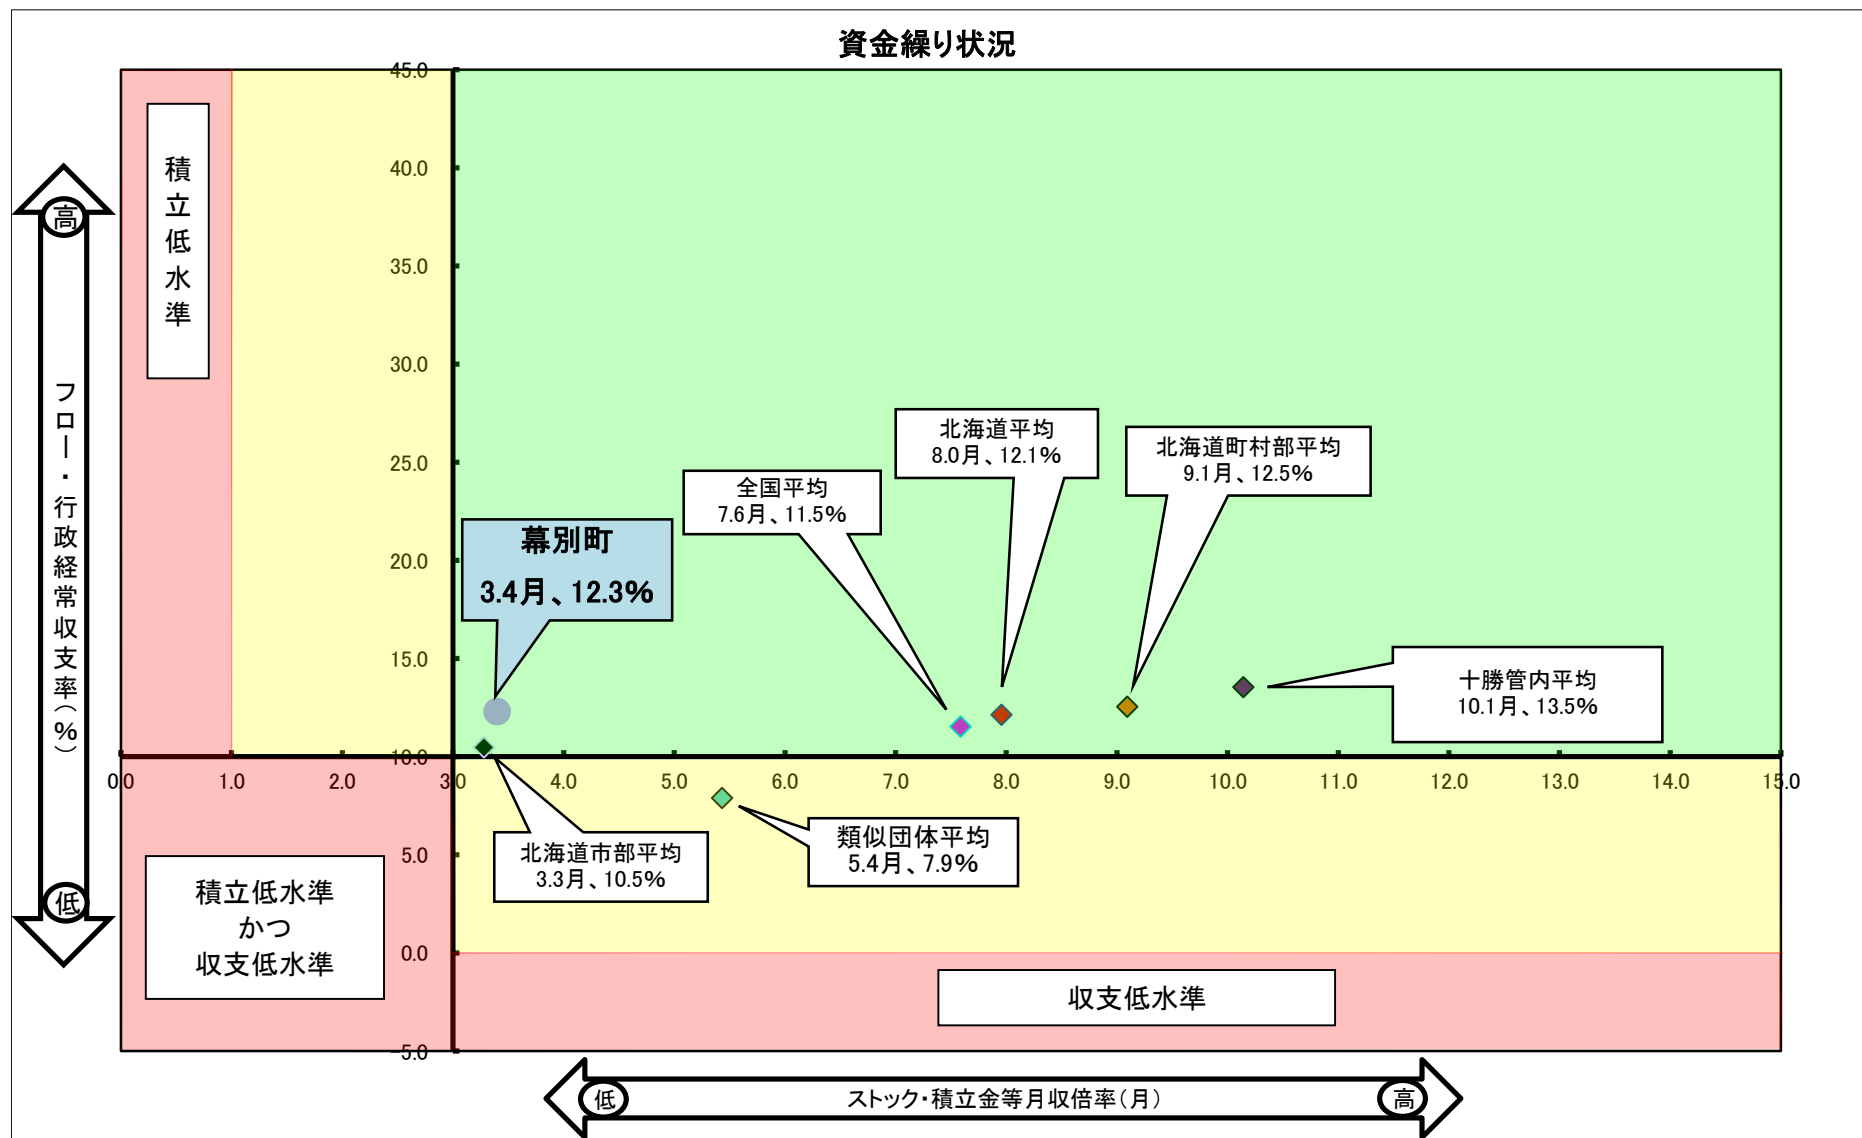 資金繰り状況
45.0
40.0
35.0
30.0
25.0
20.0
15.0
10.0
5.0
0.0
-5.0
0.0
1.0
2.0
3.0
4.0
5.0
6.0
7.0
8.0
9.0
10.0
11.0
12.0
13.0
14.0
15.0
高
フロー・行政経常収支率(%)
低
積立低水準
幕別町
3.4月、12.3%
全国平均
7.6月、11.5%
北海道平均
8.0月、12.1%
北海道町村部平均
9.1月、12.5%
十勝管内平均
10.1月、13.5%
北海道市部平均
3.3月、10.5%
類似団体平均
5.4月、7.9%
積立低水準
かつ
収支低水準
収支低水準
低
ストック・積立金等月収倍率(月)
高